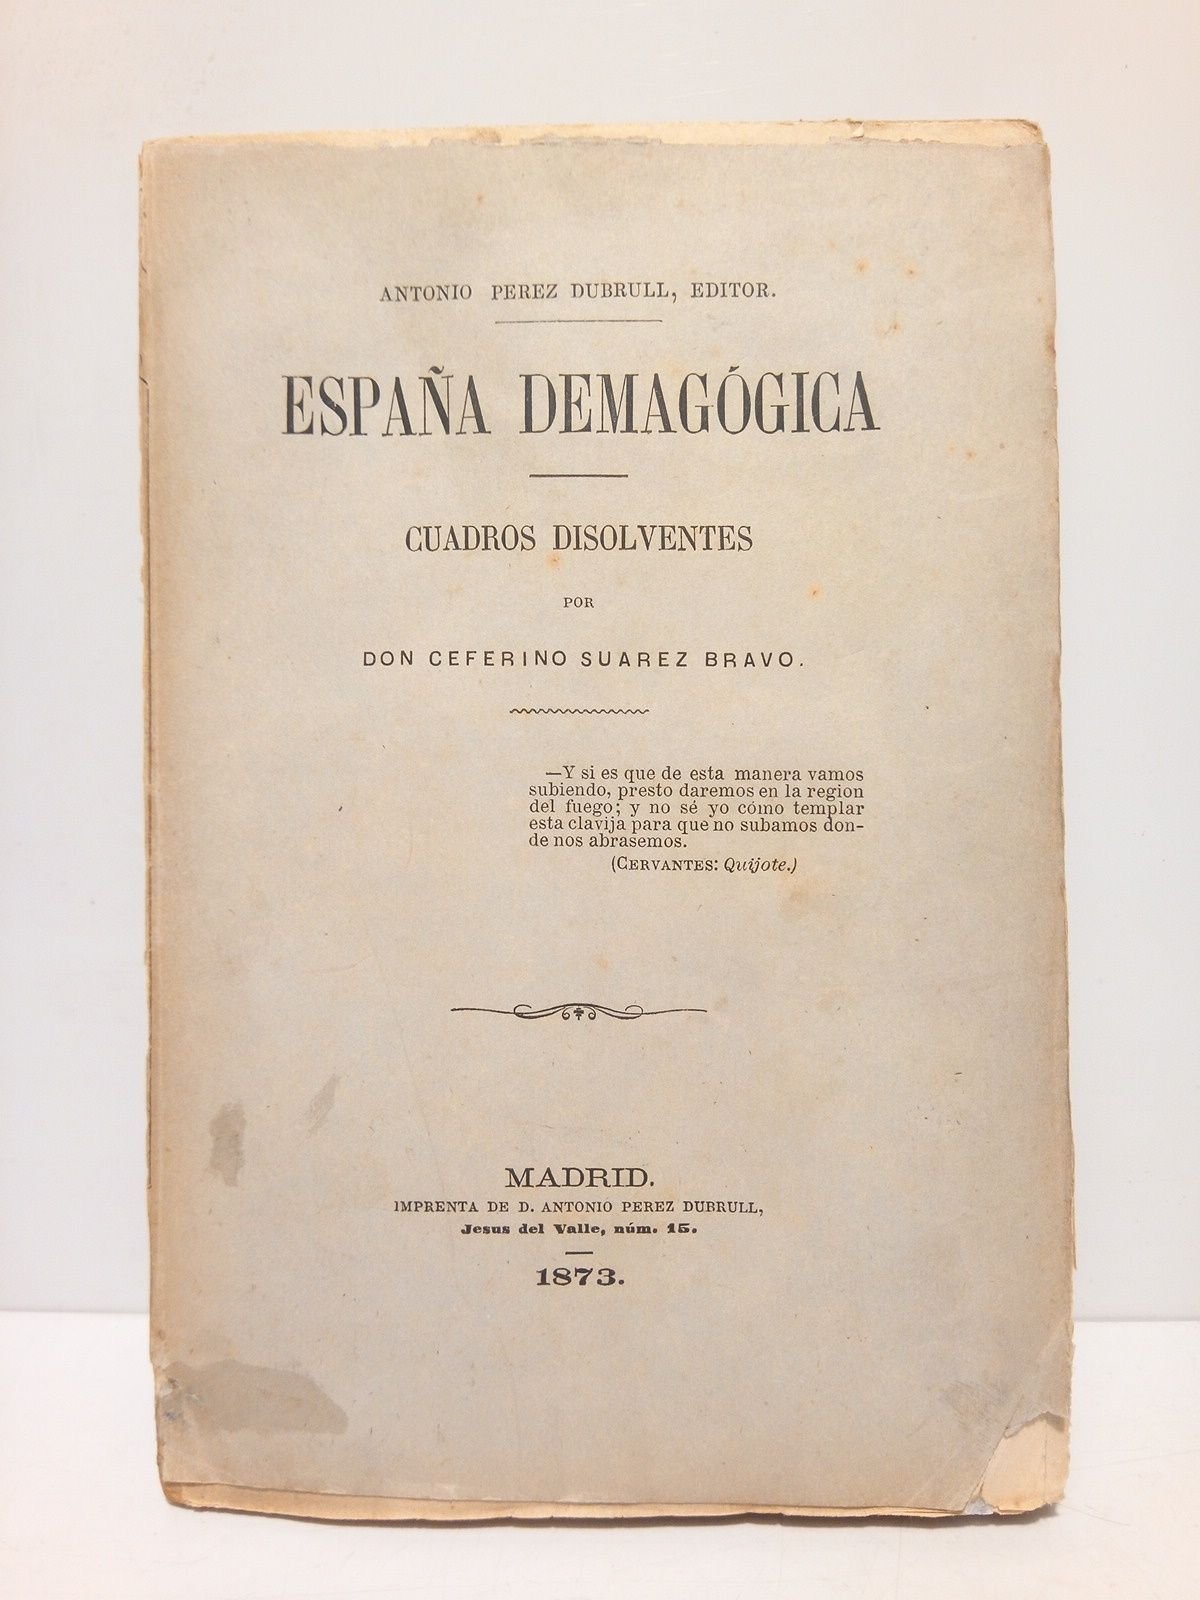 ANTONIO PEREZ DUBRULL, EDITOR.
ESPAÑA DEMAGÓGICA
CUADROS DISOLVENTES
POR
DON CEFERINO SUAREZ BRAVO.
—Y si es que de esta manera vamos
subiendo, presto daremos en la region
del fuego; y no sé yo cómo templar
esta clavija para que no subamos don-
de nos abrasemos.
(CERVANTES: Quijote.)
MADRID.
IMPRENTA DE D. ANTONIO PEREZ DUBRULL,
Jesus del Valle, núm. 15.
1873.